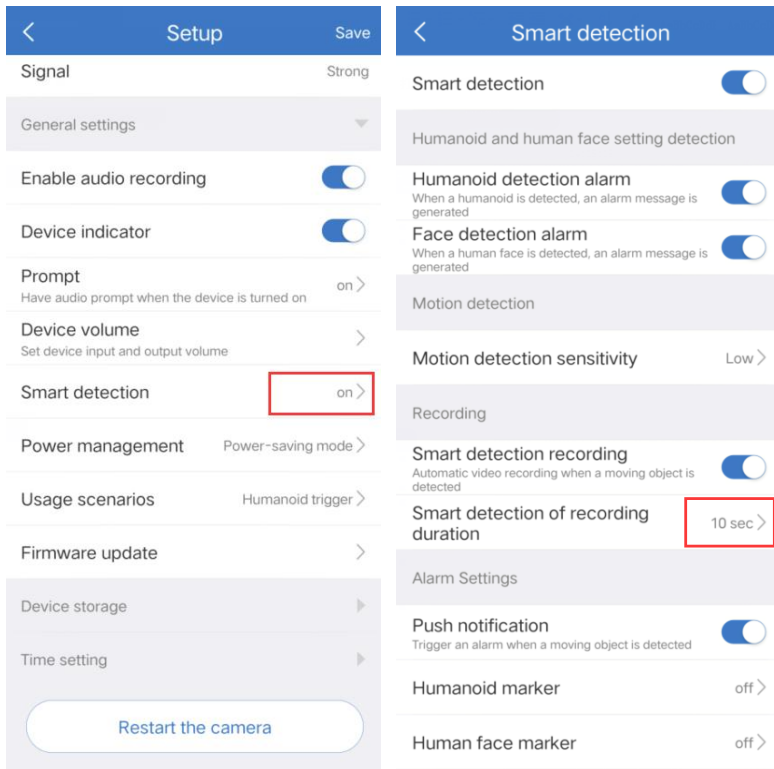 Setup Save
Signal Strong
General settings
Enable audio recording
Device indicator
Prompt
Have audio prompt when the device is turned on
on
Device volume
Set device input and output volume
Smart detection on
Power management Power-saving mode
Usage scenarios Humanoid trigger
Firmware update
Device storage
Time setting
Restart the camera
Smart detection
Smart detection
Humanoid and human face setting detection
Humanoid detection alarm
When a humanoid is detected, an alarm message is
generated
Face detection alarm
When a human face is detected, an alarm message is
generated
Motion detection
Motion detection sensitivity Low
Recording
Smart detection recording
Automatic video recording when a moving object is
detected
Smart detection of recording
duration
10 sec
Alarm Settings
Push notification
Trigger an alarm when a moving object is detected
Humanoid marker off
Human face marker off